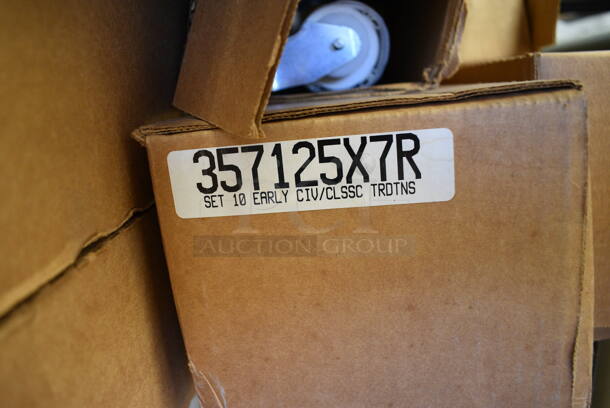 357125X7R
SET 10 EARLY CIV/CLSSC TRDTNS
AUCTION GROUP